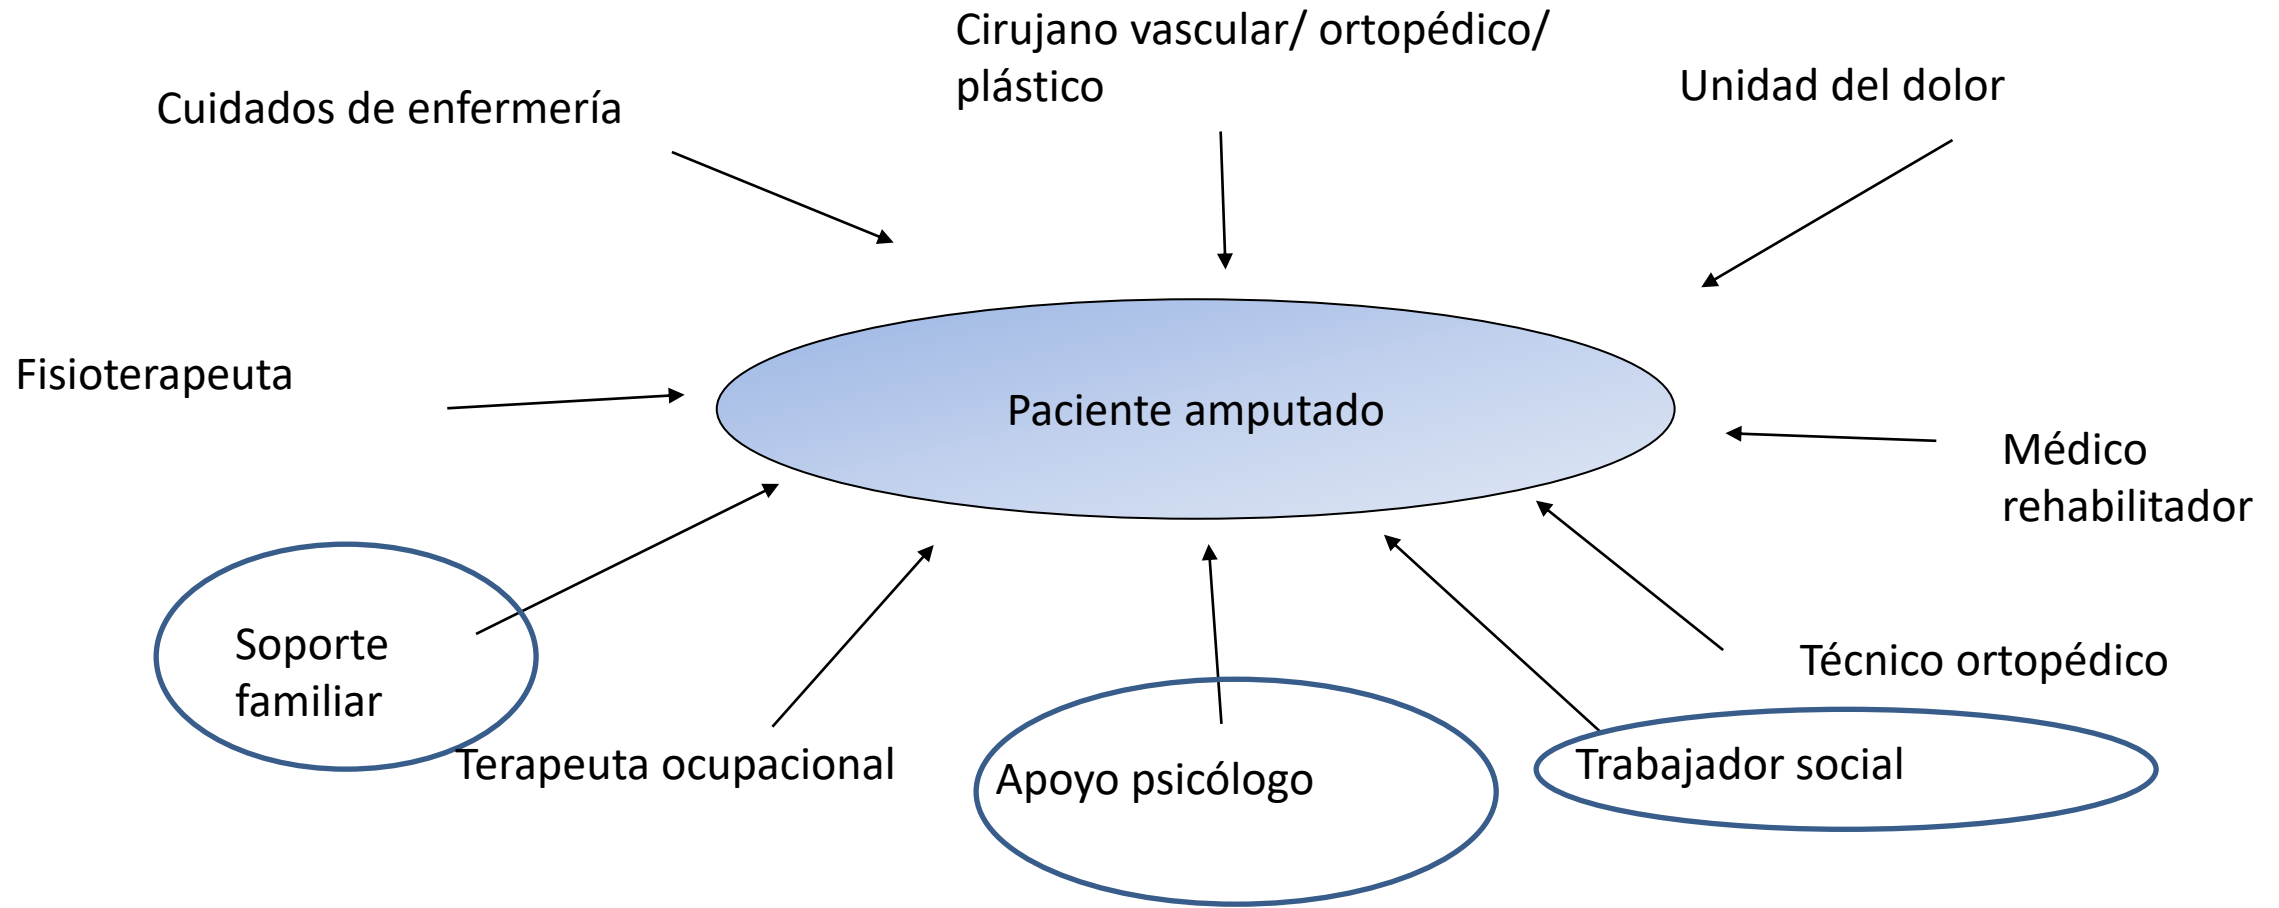 Cirujano vascular/ ortopédico/
plástico
Unidad del dolor
Cuidados de enfermería
Fisioterapeuta
Paciente amputado
Médico
rehabilitador
Soporte
familiar
Técnico ortopédico
Terapeuta ocupacional
Apoyo psicólogo
Trabajador social